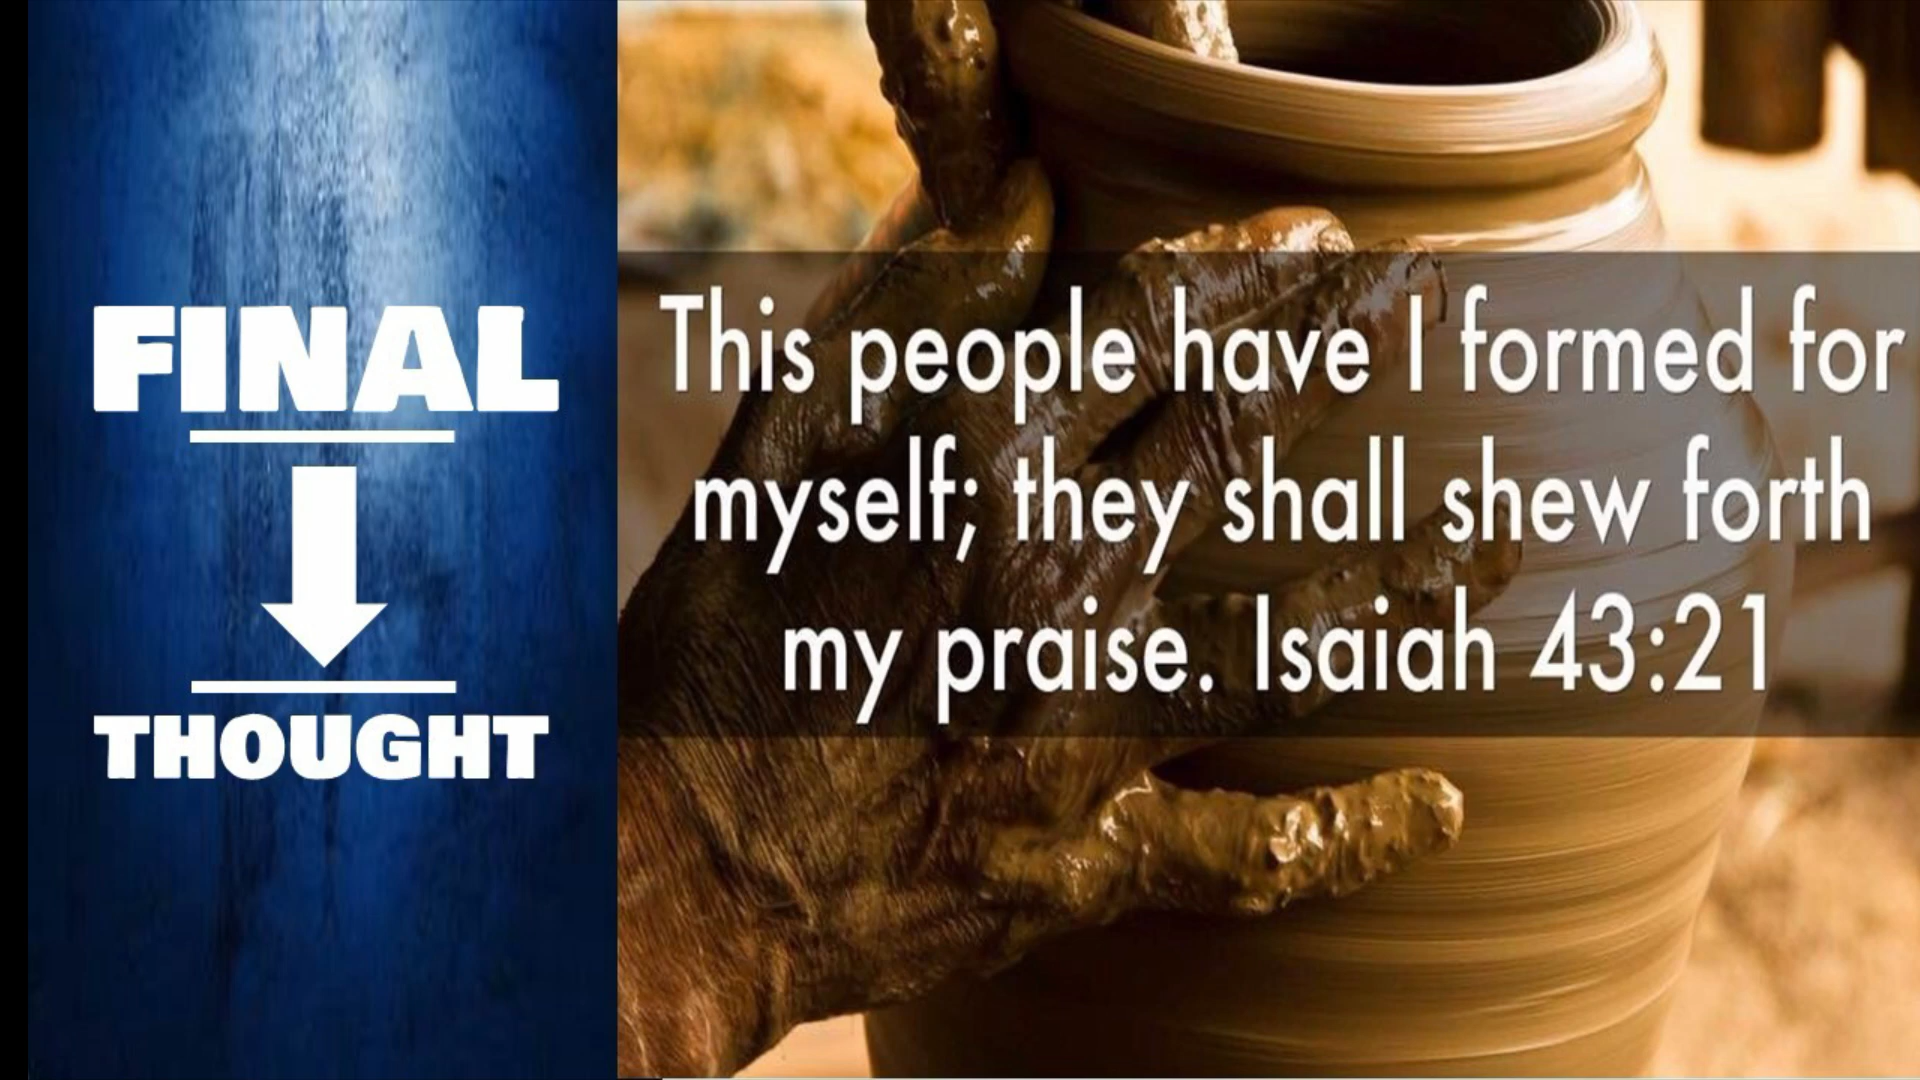 FINAL
THOUGHT
This people have I formed for
myself; they shall shew forth
my praise. Isaiah 43:21